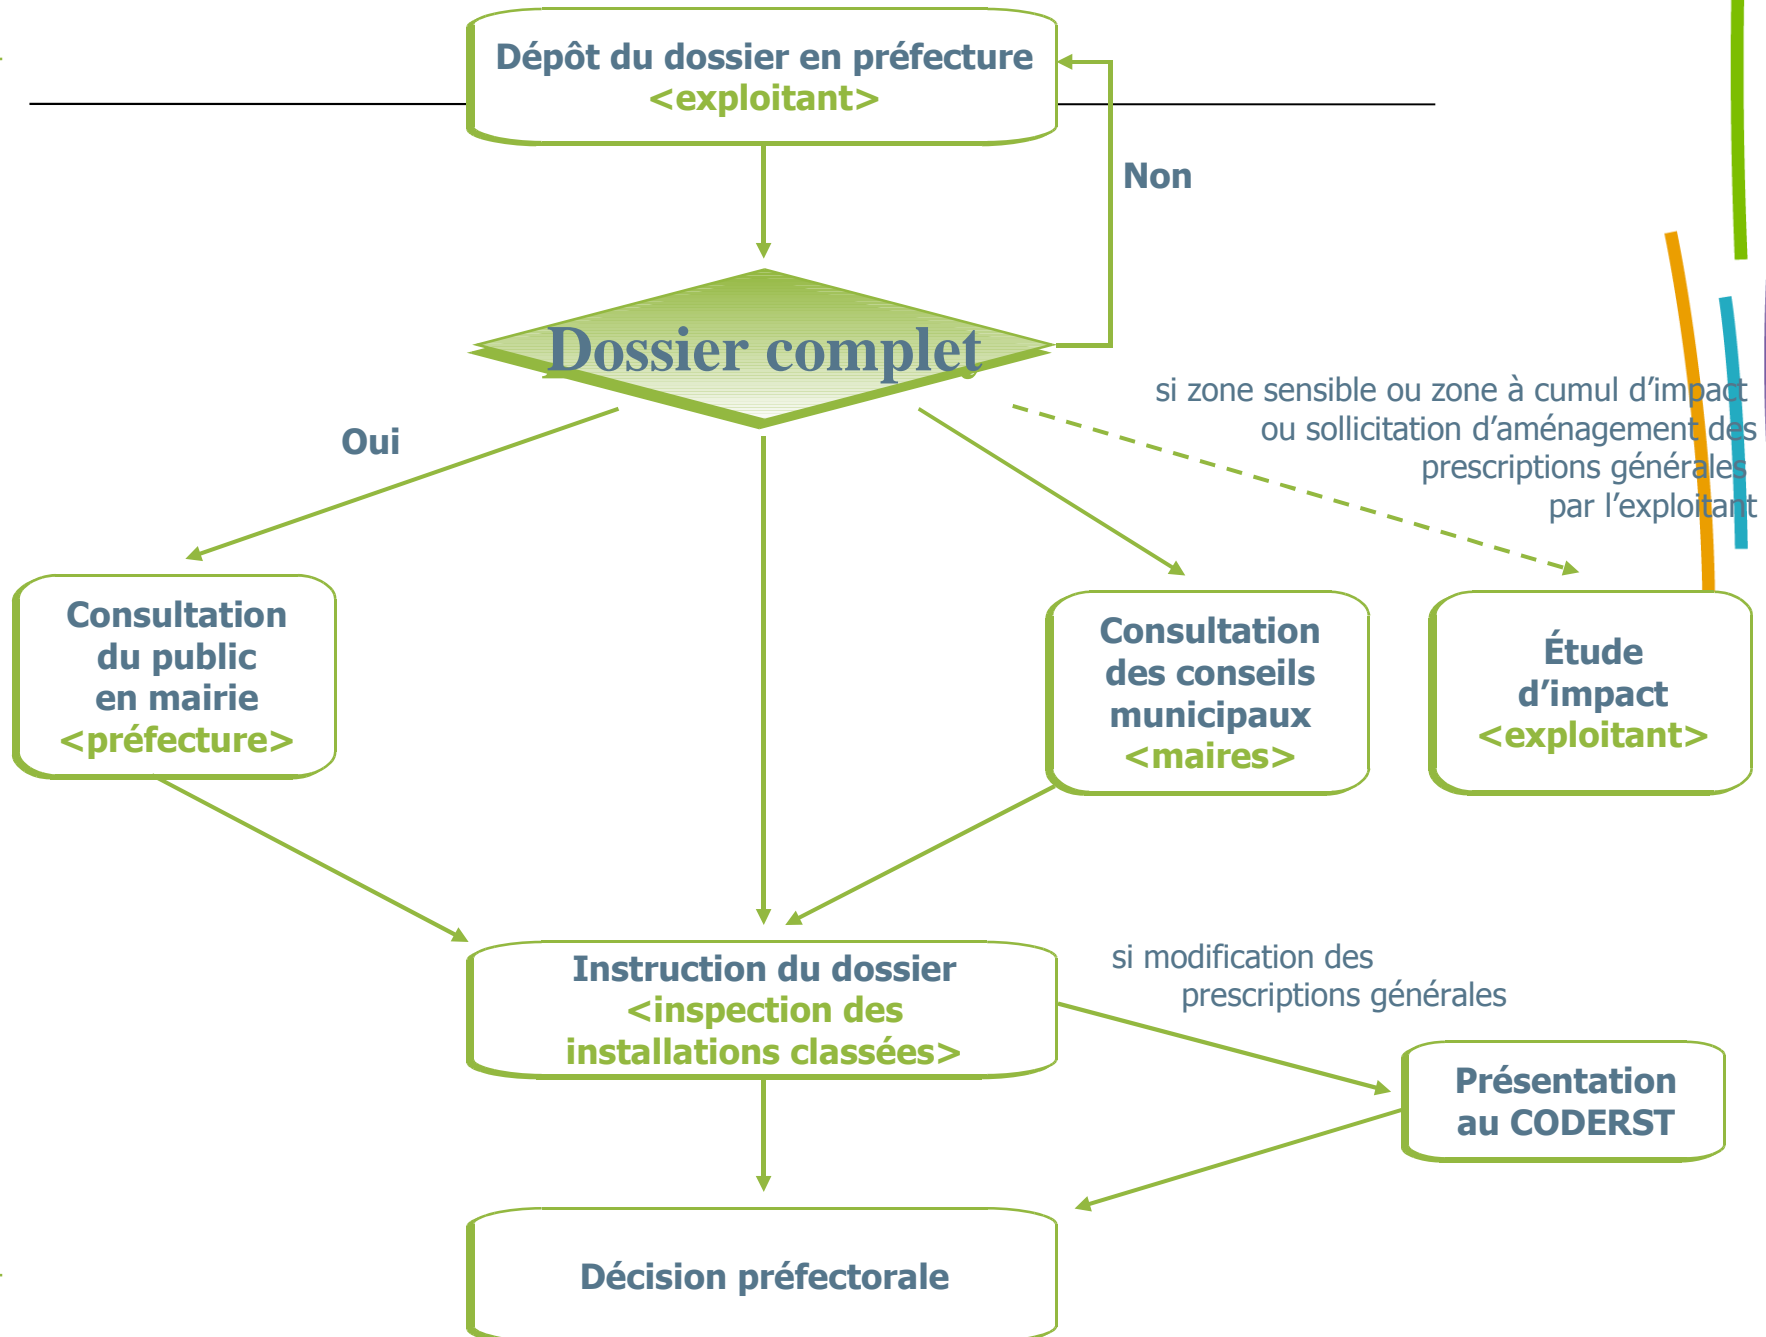 Dépôt du dossier en préfecture
<exploitant>
Non
Dossier complet
si zone sensible ou zone à cumul d’impact
ou sollicitation d’aménagement des
prescriptions générales
par l’exploitant
Oui
Consultation
du public
en mairie
<préfecture>
Consultation
des conseils
municipaux
<maires>
Étude
d’impact
<exploitant>
Instruction du dossier
<inspection des
installations classées>
si modification des
prescriptions générales
Présentation
au CODERST
Décision préfectorale